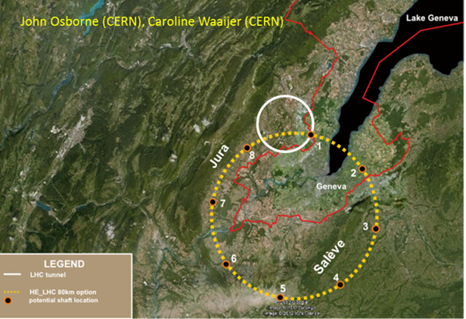 John Osborne (CERN), Caroline Waaijer (CERN)
Lake Geneva
Jura
8
1
2
Geneva
7
3
Salève
6
4
5
LEGEND
LHC tunnel
HE_LHC 80km option
potential shaft location